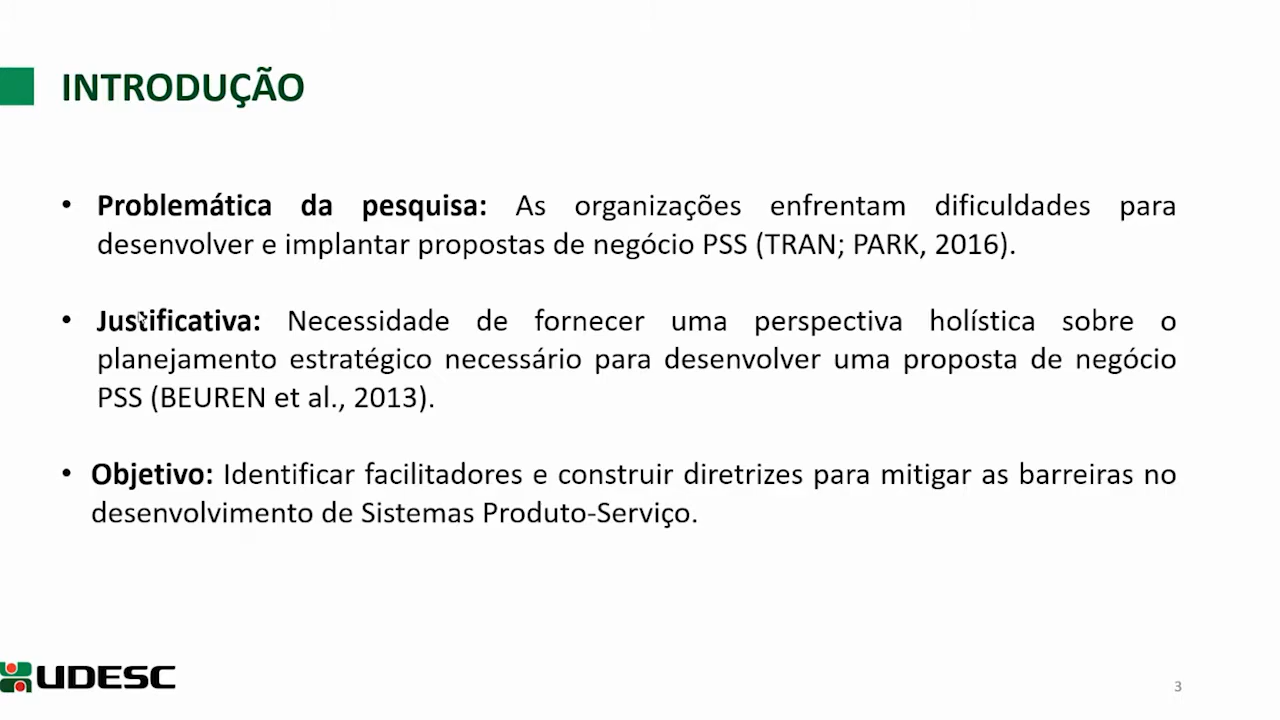 INTRODUÇÃO
• Problemática da pesquisa: As organizações enfrentam dificuldades para
desenvolver e implantar propostas de negócio PSS (TRAN; PARK, 2016).
• Justificativa: Necessidade de fornecer uma perspectiva holística sobre o
planejamento estratégico necessário para desenvolver uma proposta de negócio
PSS (BEUREN et al., 2013).
• Objetivo: Identificar facilitadores e construir diretrizes para mitigar as barreiras no
desenvolvimento de Sistemas Produto-Serviço.
UDESC
3